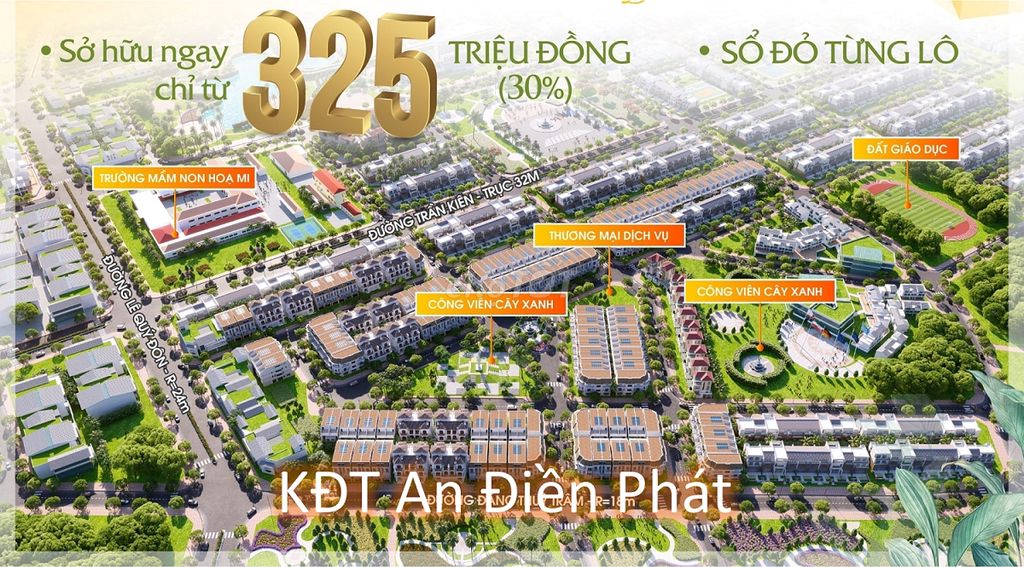 • Sở hữu ngay
chỉ từ
325
TRIỆU ĐỒNG
(30%)
• SỔ ĐỎ TỪNG LÔ
ĐẤT GIÁO DỤC
TRƯỜNG MẦM NON HOẠ MI
ĐƯỜNG TRẦN KIÊN - TRỤC 32M
THƯƠNG MẠI DỊCH VỤ
CÔNG VIÊN CÂY XANH
CÔNG VIÊN CÂY XANH
ĐƯỜNG LÊ QUÝ ĐÔN - R-24m
KĐT An Điền Phát
R=18m